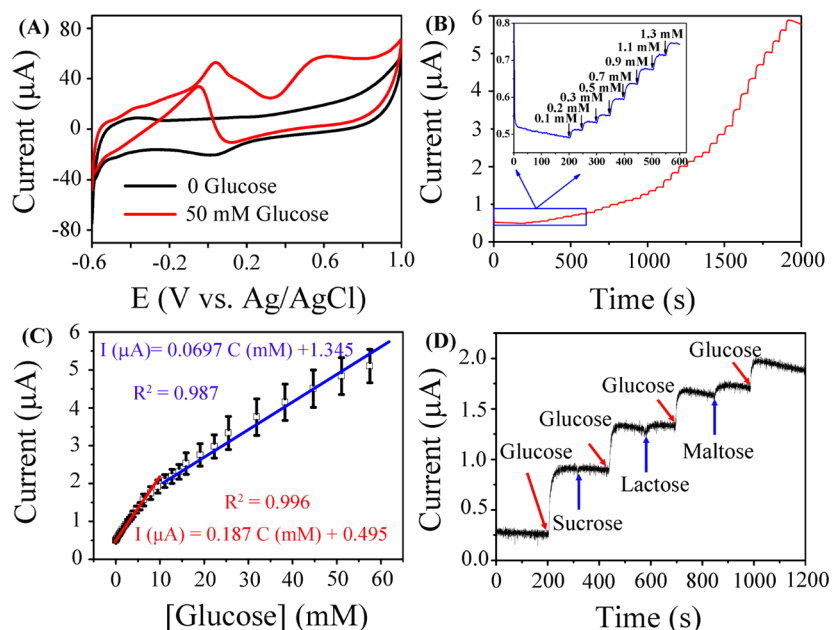 (A)
80
40
0
-40
-80
Current (μA)
0 Glucose
50 mM Glucose
-0.6
-0.2
0.2
0.6
1.0
E (V vs. Ag/AgCl)
(B)
6
5
4
3
2
1
0
Current (μA)
0.8
0.7
0.6
0.5
0
100
200
300
400
500
600
1.3 mM
1.1 mM
0.9 mM
0.7 mM
0.5 mM
0.3 mM
0.2 mM
0.1 mM
0
500
1000
1500
2000
Time (s)
(C)
6
5
4
3
2
1
0
Current (μA)
I (μA)= 0.0697 C (mM) +1.345
R² = 0.987
R² = 0.996
I (μA) = 0.187 C (mM) + 0.495
0
10
20
30
40
50
60
[Glucose] (mM)
(D)
2.0
1.5
1.0
0.5
0.0
Current (μA)
Glucose
Glucose
Glucose
Glucose
Sucrose
Lactose
Maltose
0
200
400
600
800
1000
1200
Time (s)